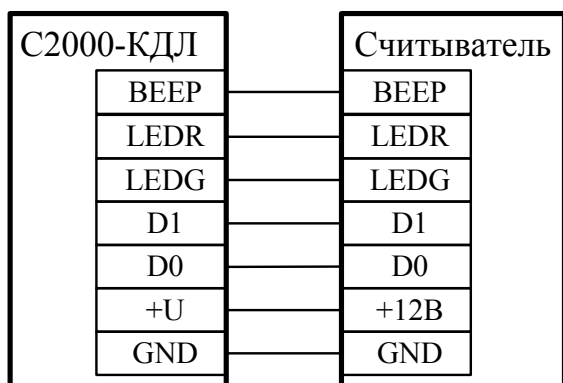 С2000-КДЛ Считыватель
BEEP BEEP
LEDR LEDR
LEDG LEDG
D1 D1
D0 D0
+U +12В
GND GND